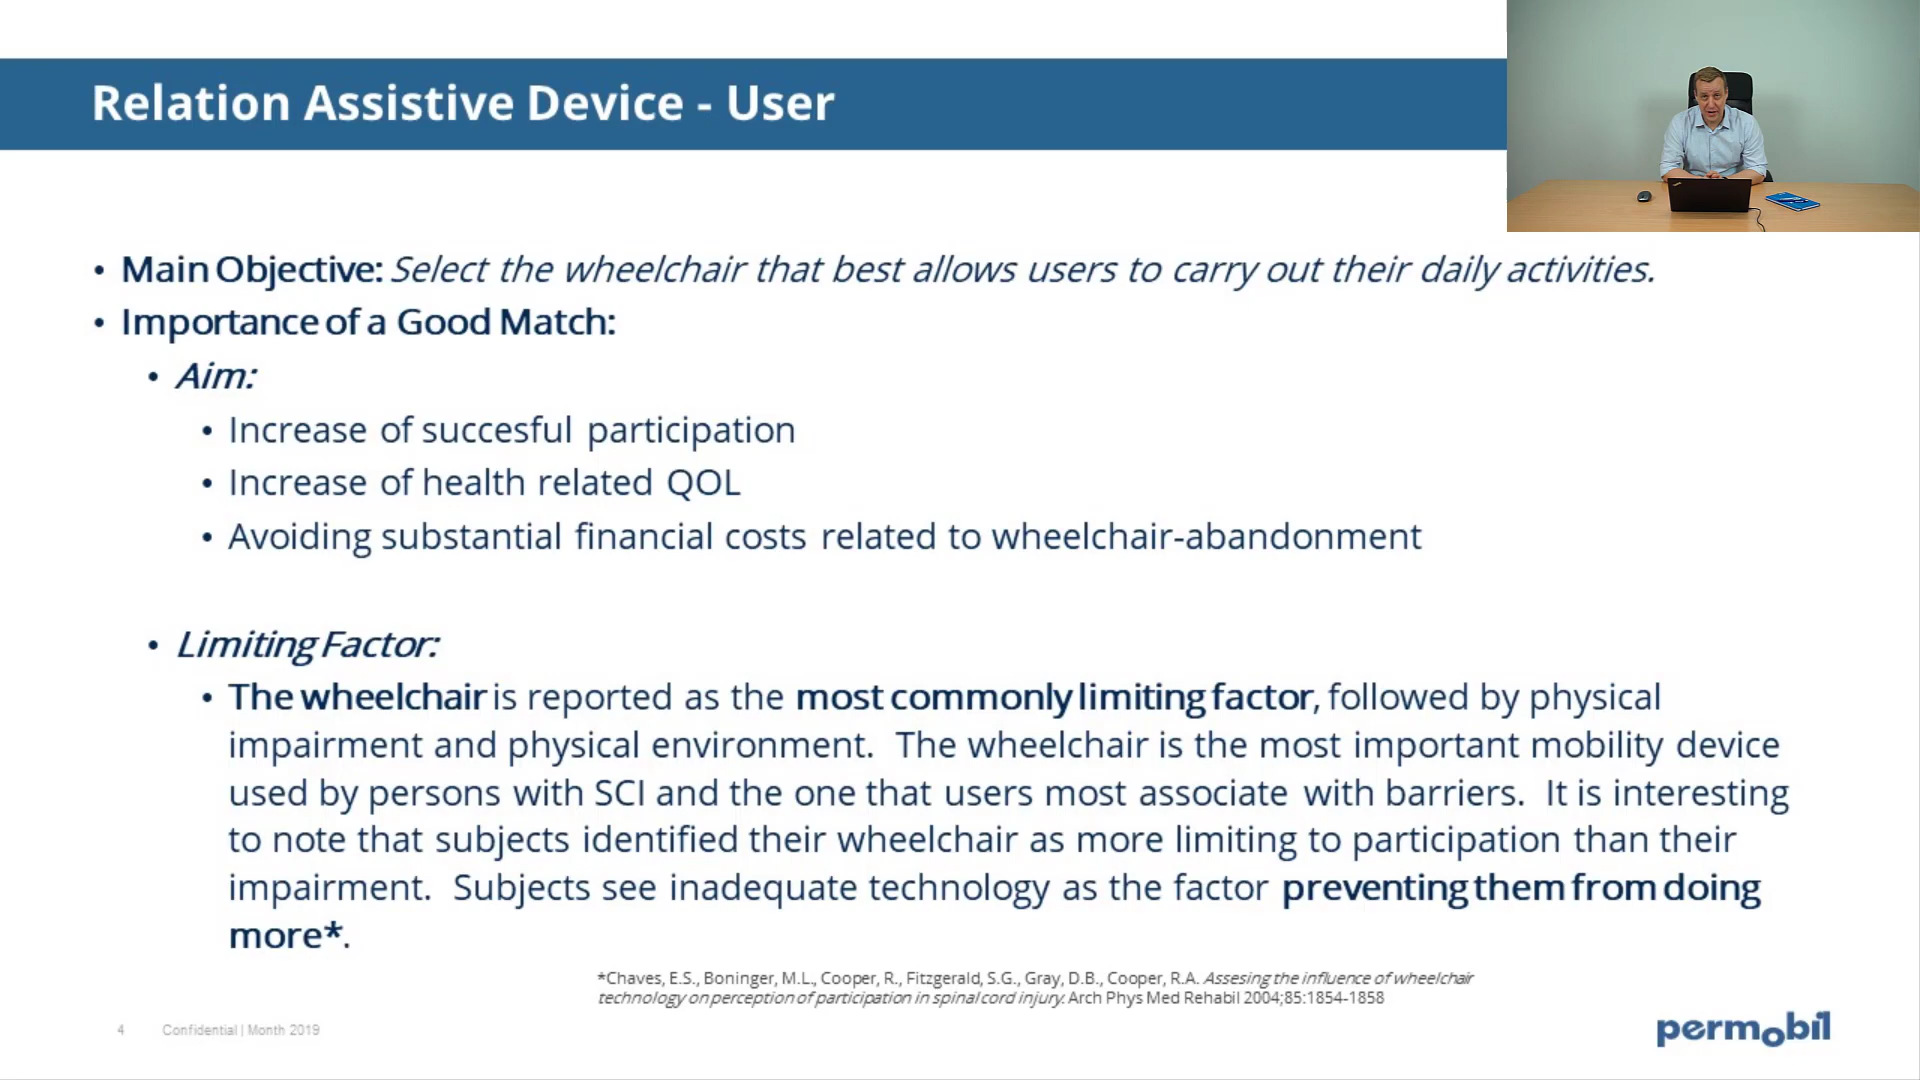 Relation Assistive Device - User
• Main Objective: Select the wheelchair that best allows users to carry out their daily activities.
• Importance of a Good Match:
• Aim:
• Increase of succesful participation
• Increase of health related QOL
• Avoiding substantial financial costs related to wheelchair-abandonment
• Limiting Factor:
• The wheelchair is reported as the most commonly limiting factor, followed by physical
impairment and physical environment. The wheelchair is the most important mobility device
used by persons with SCI and the one that users most associate with barriers. It is interesting
to note that subjects identified their wheelchair as more limiting to participation than their
impairment. Subjects see inadequate technology as the factor preventing them from doing
more*.
*Chaves, E.S., Boninger, M.L., Cooper, R., Fitzgerald, S.G., Gray, D.B., Cooper, R.A. Assesing the influence of wheelchair
technology on perception of participation in spinal cord injury. Arch Phys Med Rehabil 2004;85:1854-1858
4 Confidential | Month 2019
permobil